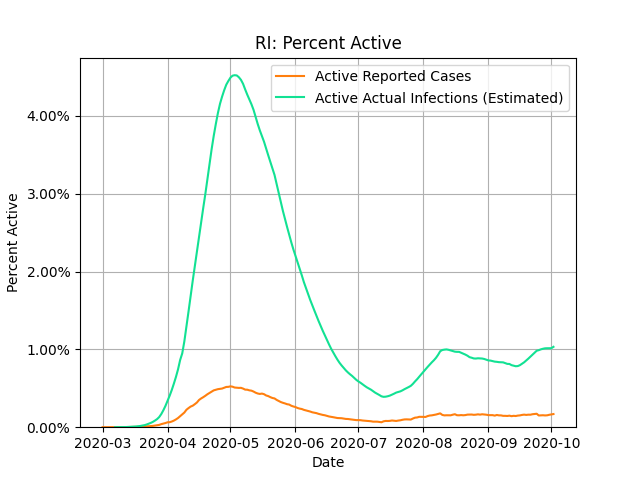 RI: Percent Active
Active Reported Cases
Active Actual Infections (Estimated)
Percent Active
4.00%
3.00%
2.00%
1.00%
0.00%
2020-03 2020-04 2020-05 2020-06 2020-07 2020-08 2020-09 2020-10
Date